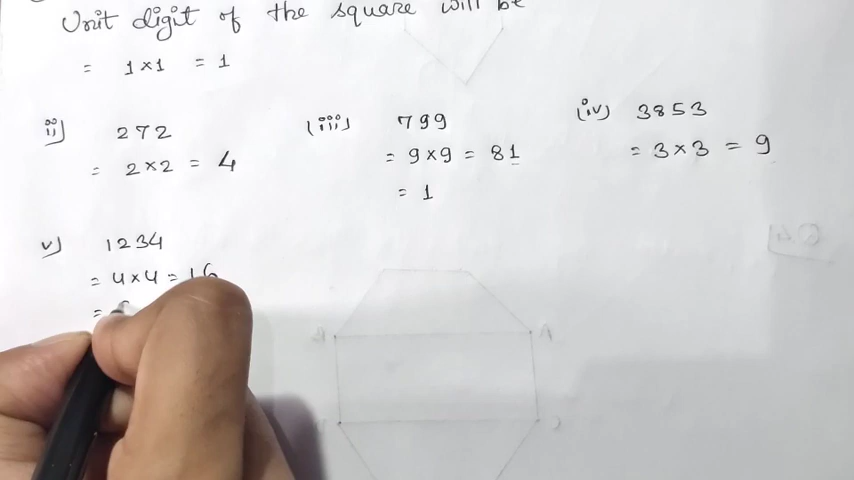 Unit digit of the square will be
= 1×1 = 1
ii) 272
= 2×2 = 4
(iii) 799
= 9×9 = 81
= 1
(iv) 3853
= 3×3 = 9
v) 1234
= 4×4 = 16
=